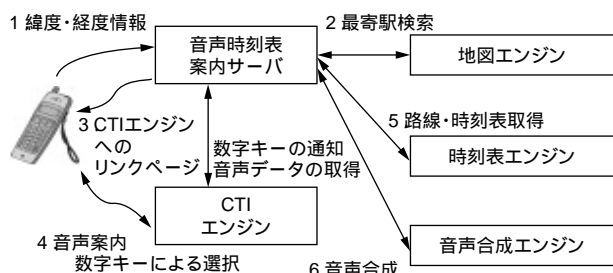 1 緯度・経度情報
音声時刻表
案内サーバ
2 最寄駅検索
地図エンジン
3 CTIエンジン
への
リンクページ
数字キーの通知
音声データの取得
5 路線・時刻表取得
時刻表エンジン
CTI
エンジン
4 音声案内
数字キーによる選択
6 音声合成
音声合成エンジン